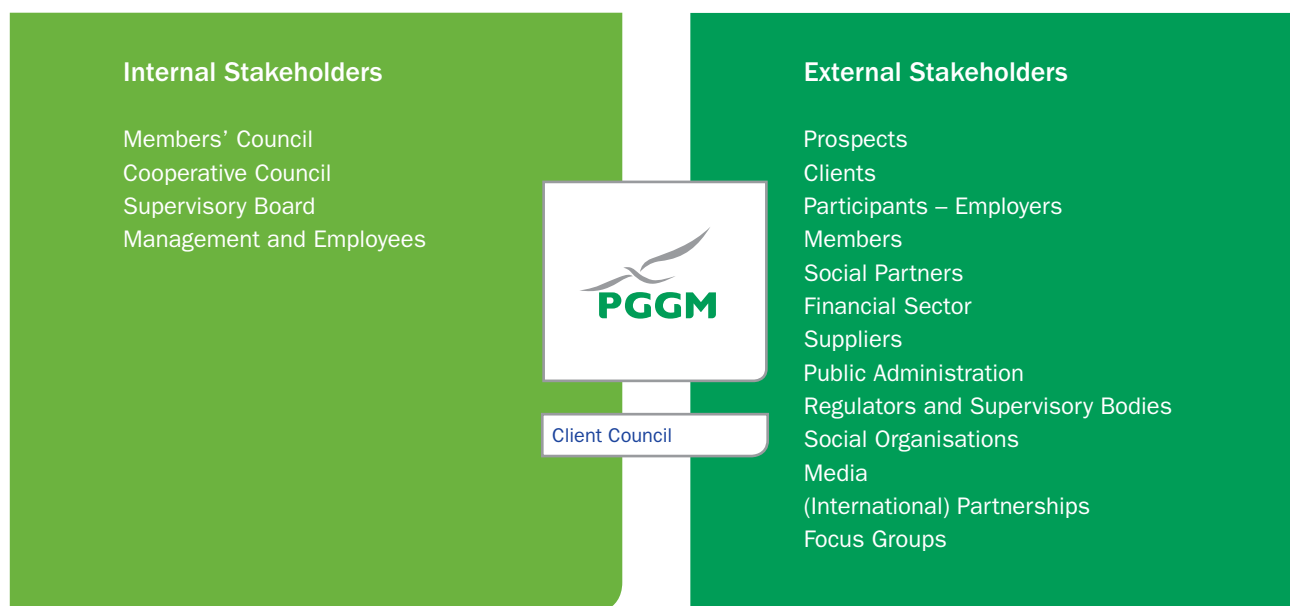 Internal Stakeholders
Members’ Council
Cooperative Council
Supervisory Board
Management and Employees
PGGM
Client Council
External Stakeholders
Prospects
Clients
Participants – Employers
Members
Social Partners
Financial Sector
Suppliers
Public Administration
Regulators and Supervisory Bodies
Social Organisations
Media
(International) Partnerships
Focus Groups